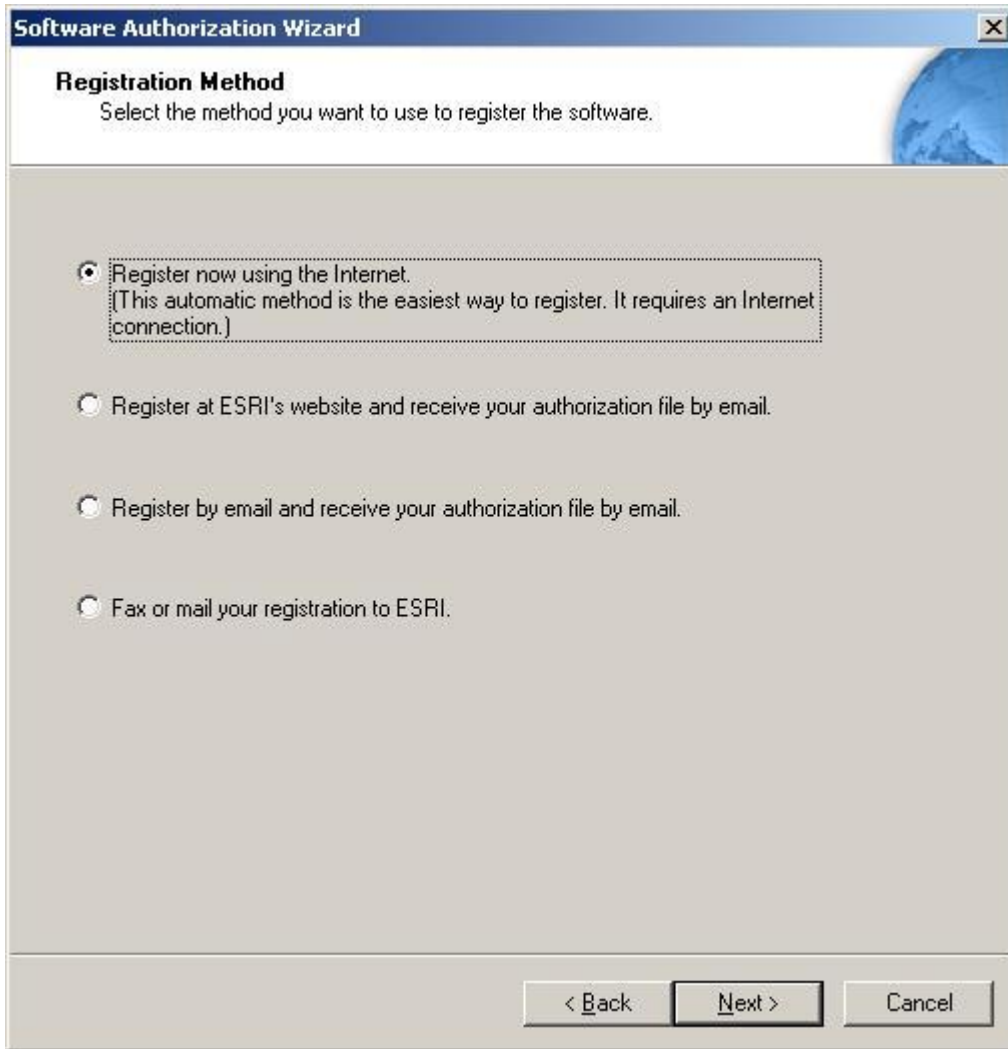 Software Authorization Wizard
Registration Method
Select the method you want to use to register the software.
Register now using the Internet.
(This automatic method is the easiest way to register. It requires an Internet
connection.)
Register at ESRI's website and receive your authorization file by email.
Register by email and receive your authorization file by email.
Fax or mail your registration to ESRI.
< Back
Next >
Cancel